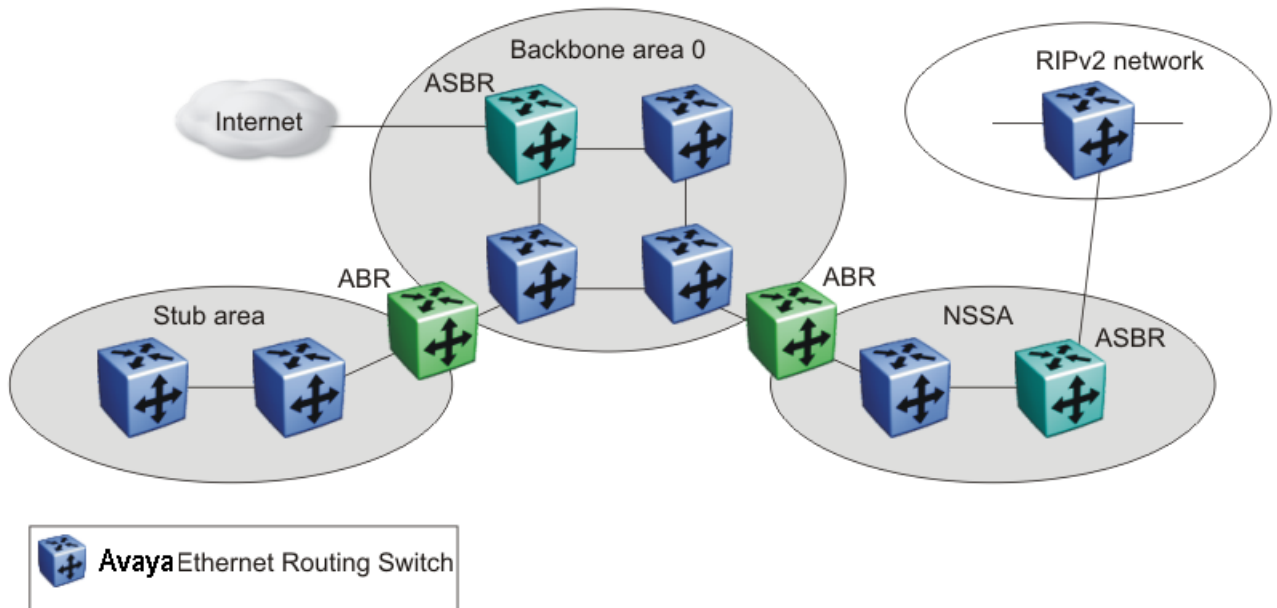 Backbone area 0
RIPv2 network
ASBR
Internet
ABR
ABR
Stub area
NSSA
ASBR
Avaya Ethernet Routing Switch